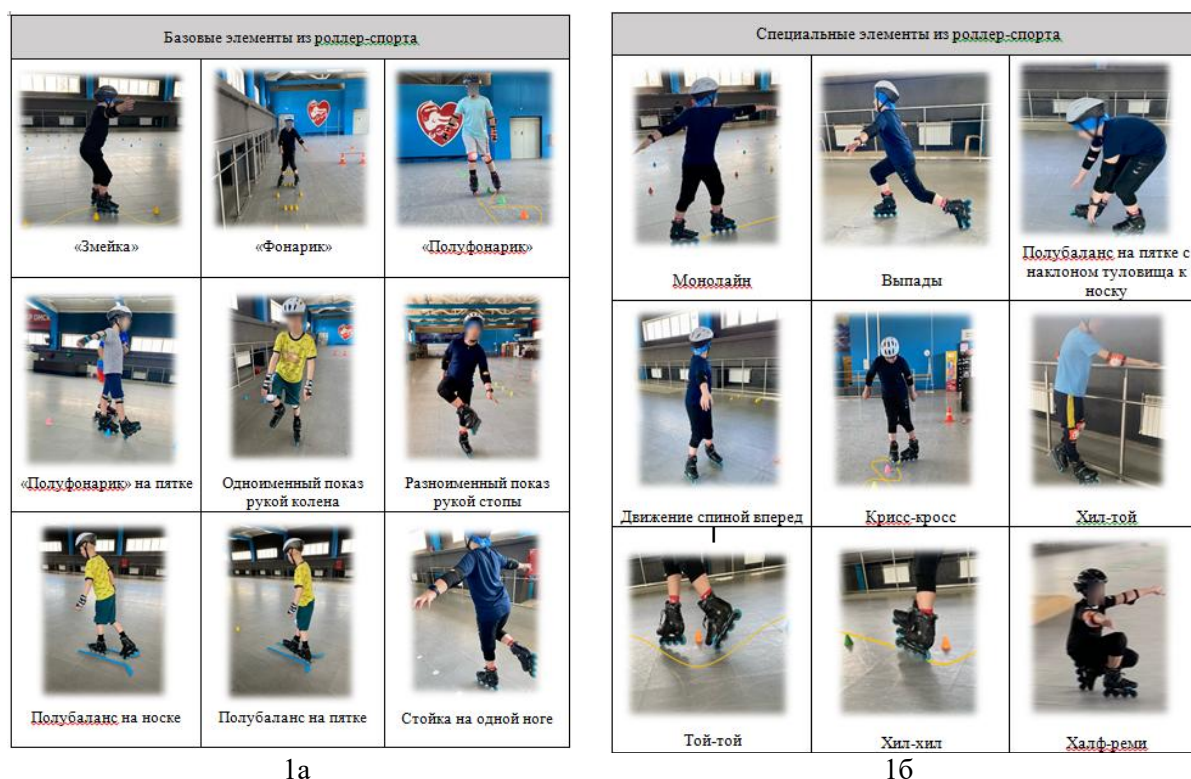 Базовые элементы из роллер-спорта
«Змейка»
«Фонарик»
«Полуфонарик»
«Полуфонарик» на пятке
Одноименный показ
рукой колена
Разноименный показ
рукой стопы
Полубаланс на носке
Полубаланс на пятке
Стойка на одной ноге
1а
Специальные элементы из роллер-спорта
Монолайн
Выпады
Полубаланс на пятке с
наклоном туловища к
носку
Движение спиной вперед
Крисс-кросс
Хил-той
Той-той
Хил-хил
Халф-реми
1б